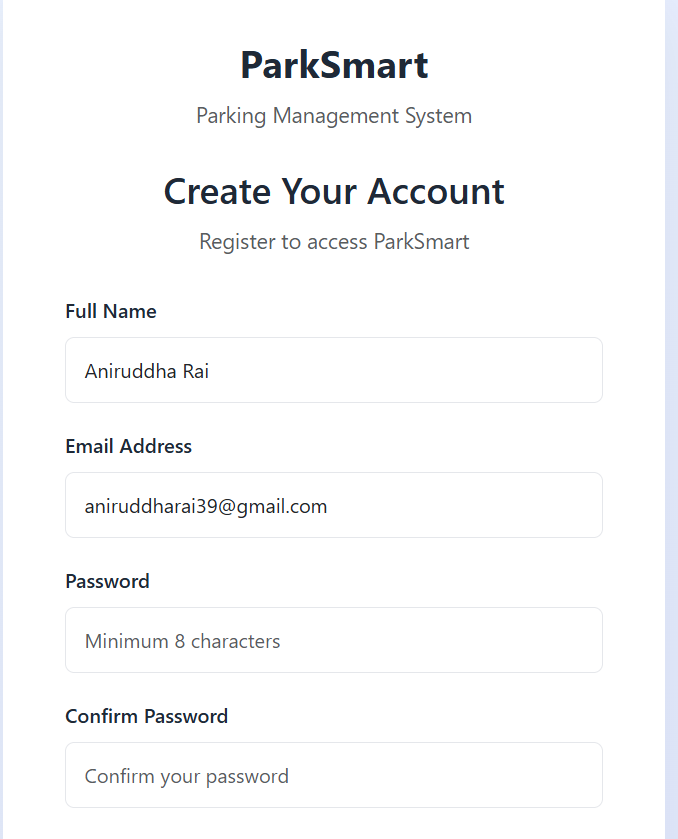 ParkSmart
Parking Management System
Create Your Account
Register to access ParkSmart
Full Name
Aniruddha Rai
Email Address
aniruddharai39@gmail.com
Password
Minimum 8 characters
Confirm Password
Confirm your password